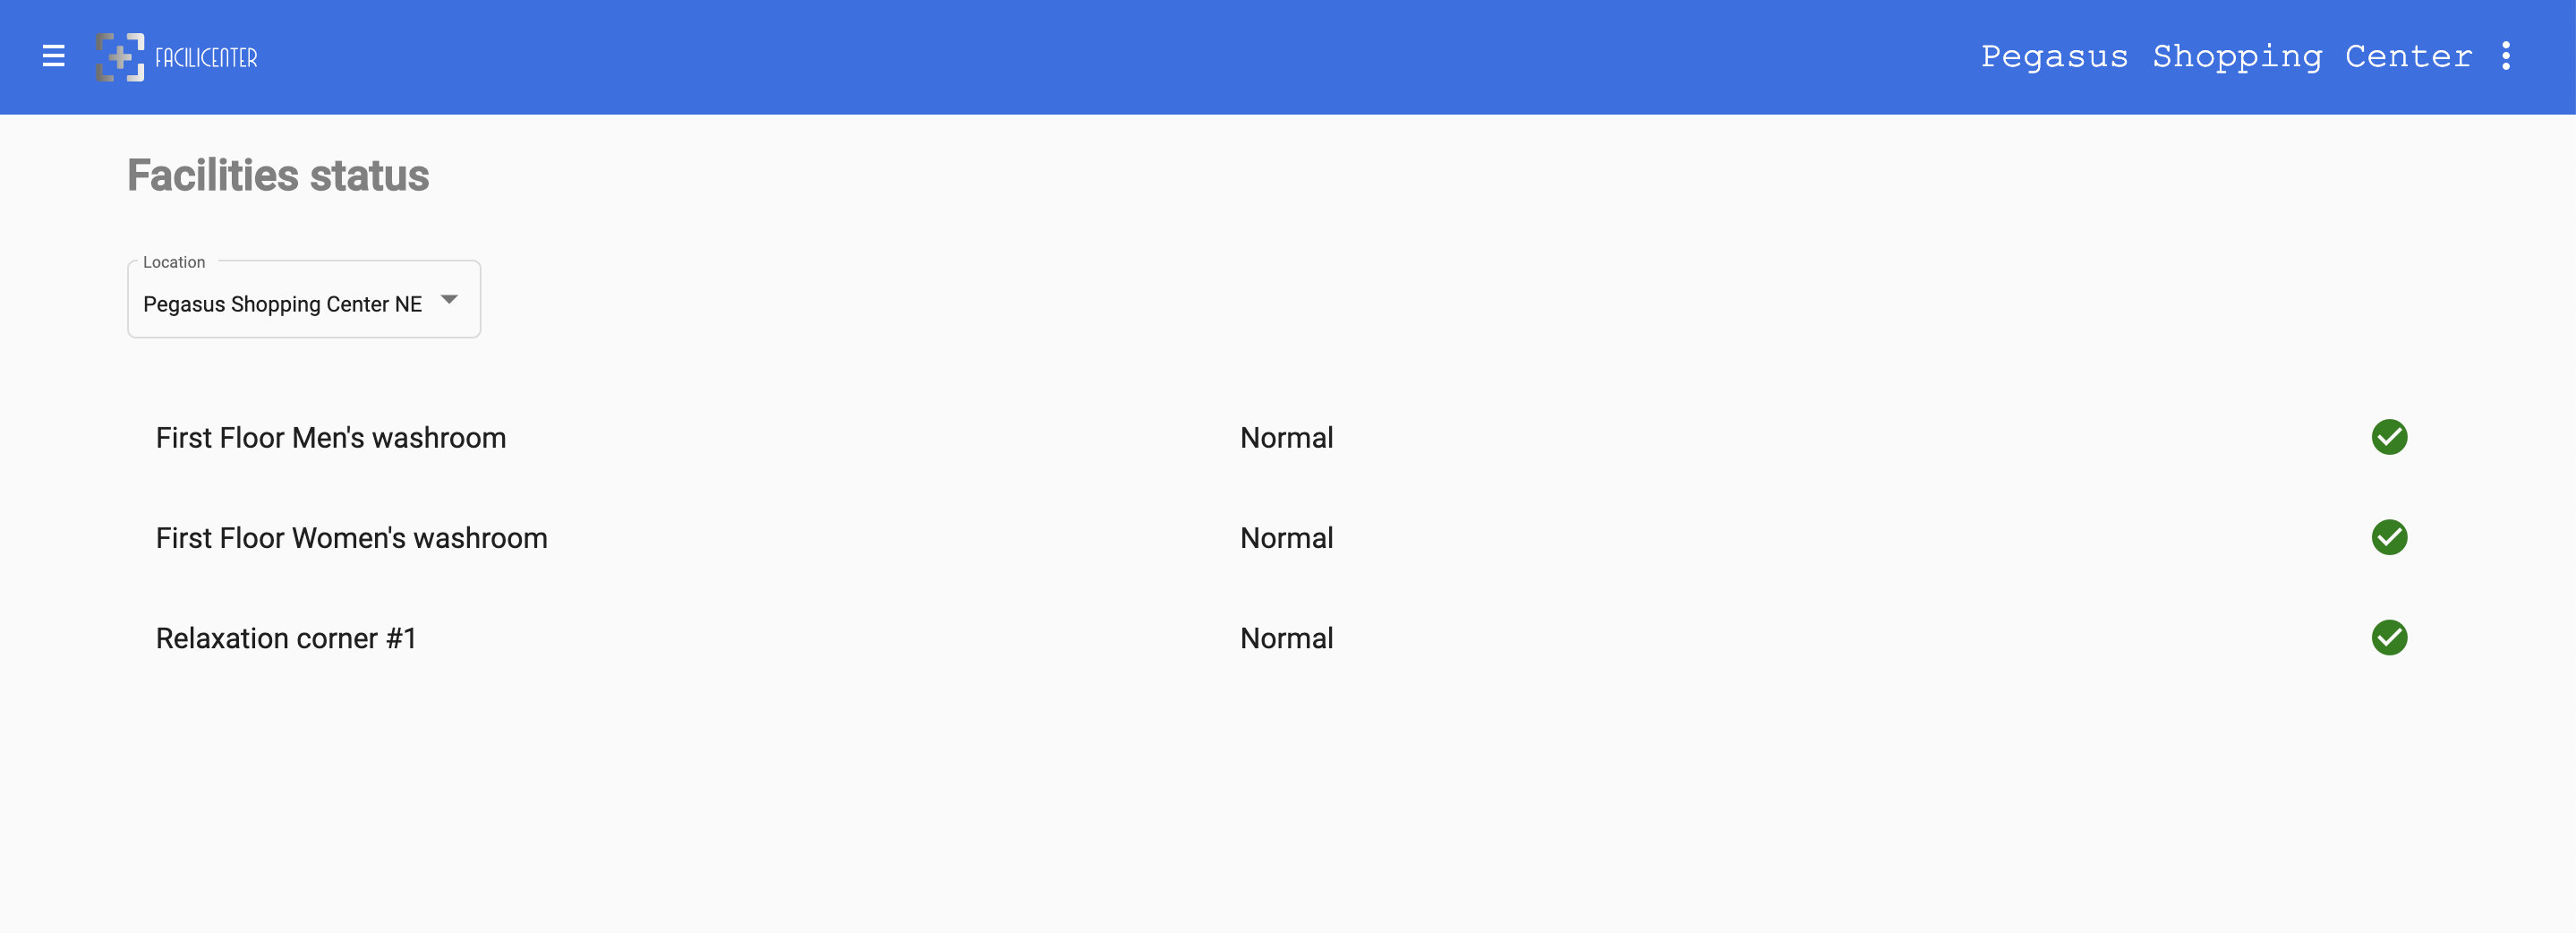 FACILICENTER
Pegasus Shopping Center
Facilities status
Location
Pegasus Shopping Center NE
First Floor Men's washroom Normal
First Floor Women's washroom Normal
Relaxation corner #1 Normal